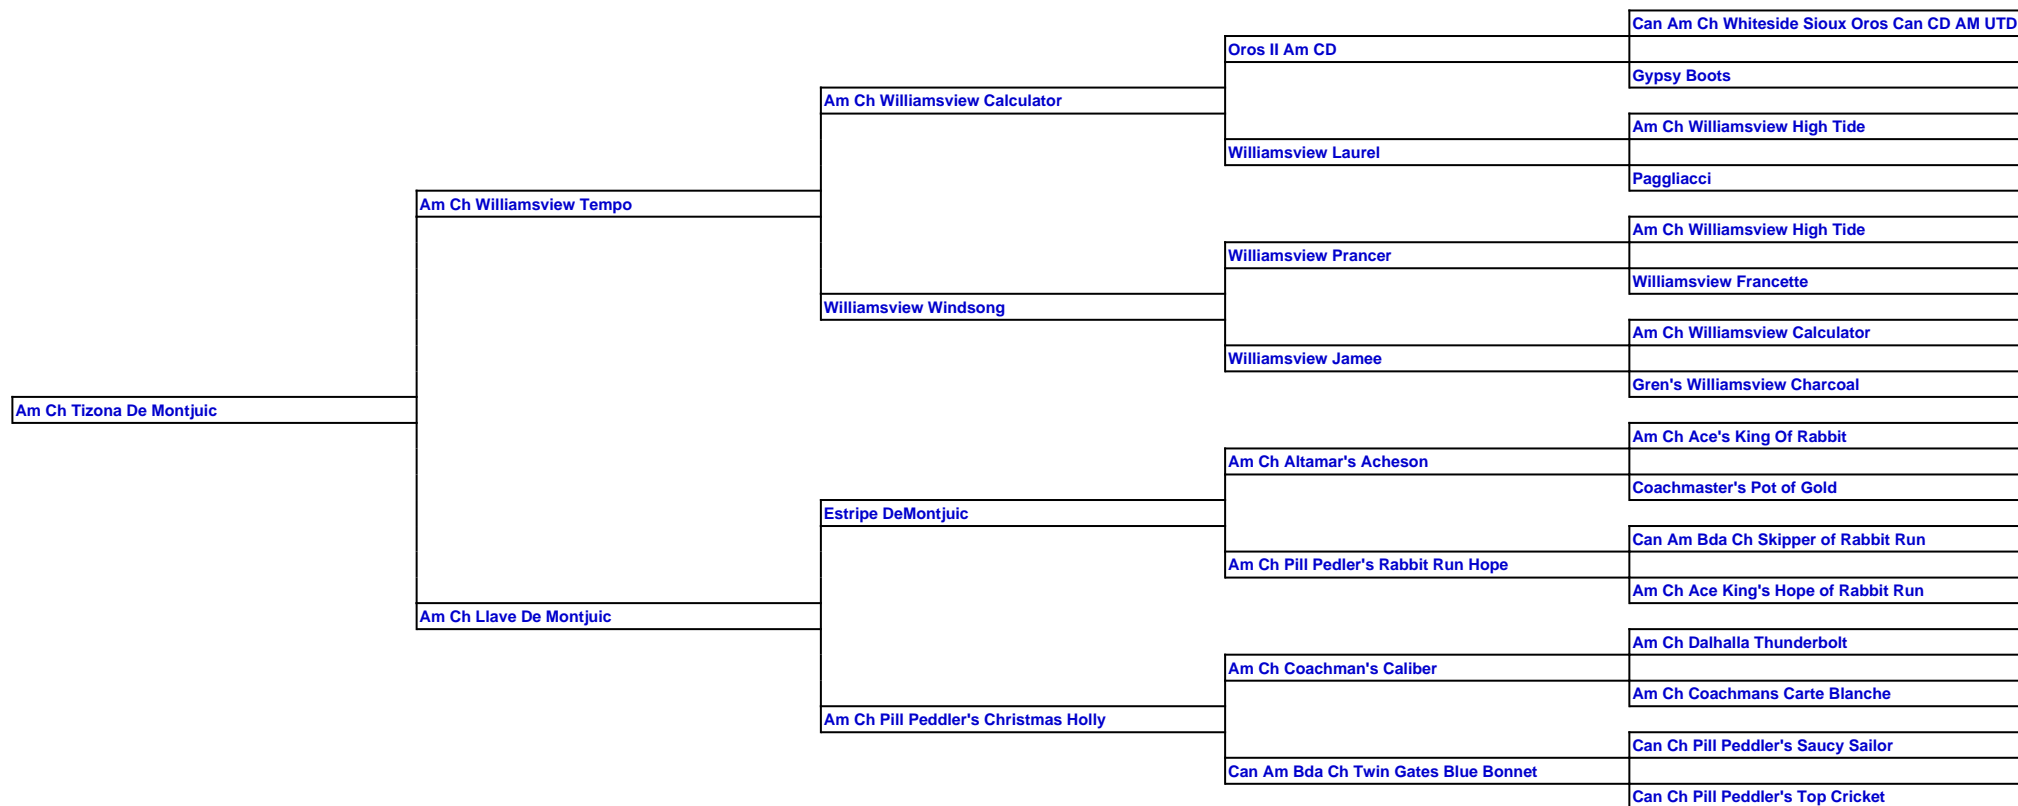 Can Am Ch Whiteside Sioux Oros Can CD AM UTD
Oros II Am CD
Gypsy Boots
Am Ch Williamsview Calculator
Am Ch Williamsview High Tide
Williamsview Laurel
Paggliacci
Am Ch Williamsview Tempo
Am Ch Williamsview High Tide
Williamsview Prancer
Williamsview Francette
Williamsview Windsong
Am Ch Williamsview Calculator
Williamsview Jamee
Gren's Williamsview Charcoal
Am Ch Tizona De Montjuic
Am Ch Ace's King Of Rabbit
Am Ch Altamar's Acheson
Coachmaster's Pot of Gold
Estripe DeMontjuic
Can Am Bda Ch Skipper of Rabbit Run
Am Ch Pill Pedler's Rabbit Run Hope
Am Ch Ace King's Hope of Rabbit Run
Am Ch Llave De Montjuic
Am Ch Dalhalla Thunderbolt
Am Ch Coachman's Caliber
Am Ch Coachmans Carte Blanche
Am Ch Pill Peddler's Christmas Holly
Can Ch Pill Peddler's Saucy Sailor
Can Am Bda Ch Twin Gates Blue Bonnet
Can Ch Pill Peddler's Top Cricket